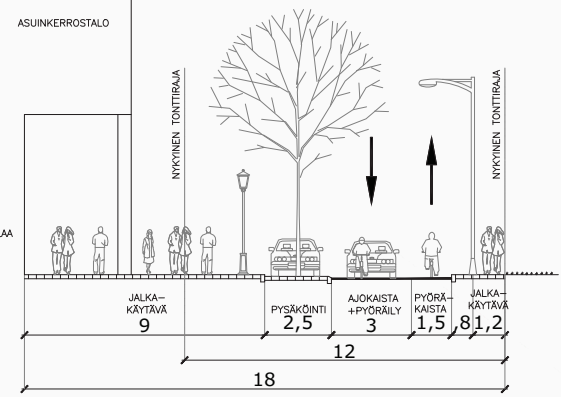 ASUINKERROSTALO
NYKYINEN TONTTIRAJA
NYKYINEN TONTTIRAJA
LAA
JALKA-
KÄYTÄVÄ
9
PYSÄKÖINTI
2,5
AJOKAISTA
+PYÖRÄILY
3
PYÖRÄ-
KAISTA
1,5
,8
JALKA-
KÄYTÄVÄ
1,2
12
18